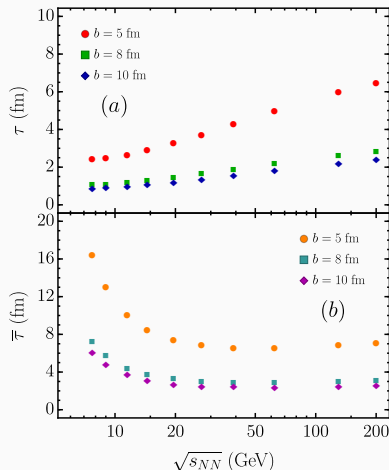 10
8
6
4
2
0
τ (fm)
b = 5 fm
b = 8 fm
b = 10 fm
(a)
20
16
12
8
4
0
τ̅ (fm)
b = 5 fm
b = 8 fm
b = 10 fm
(b)
10 20 50 100 200
√s_NN (GeV)